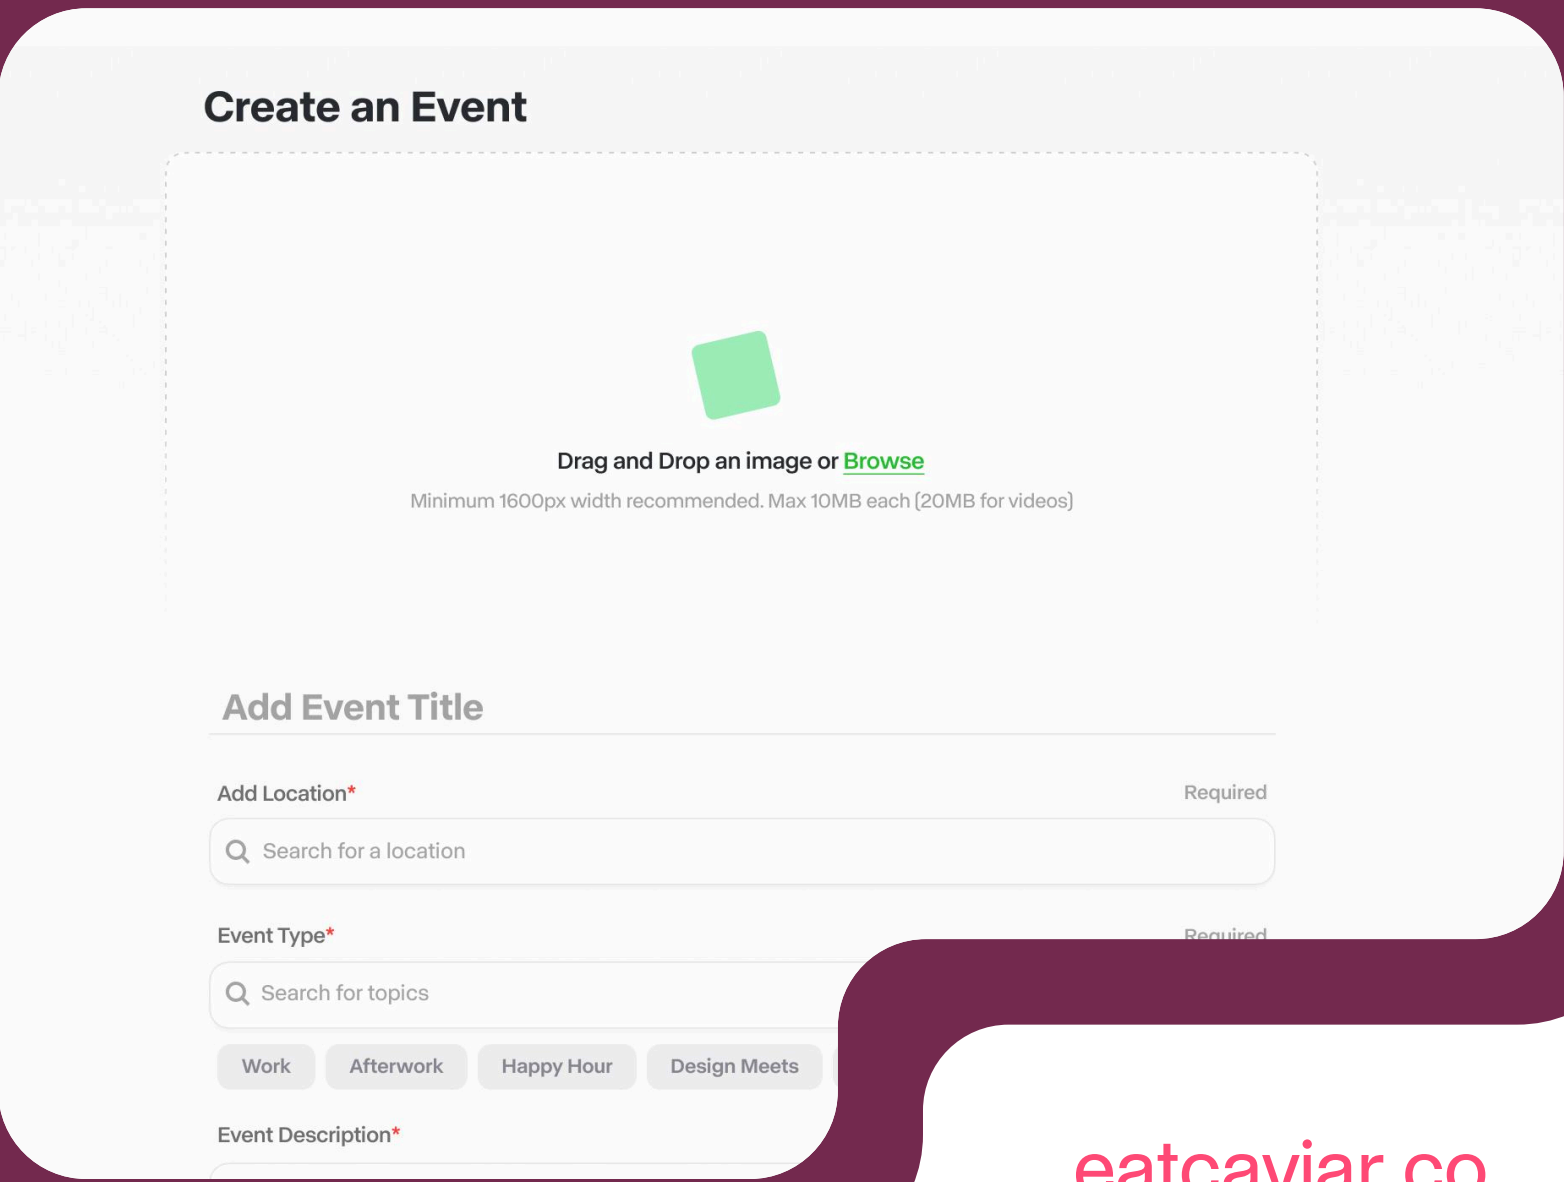 Create an Event
Drag and Drop an image or Browse
Minimum 1600px width recommended. Max 10MB each (20MB for videos)
Add Event Title
Add Location* Required
Search for a location
Event Type* Required
Search for topics
Work Afterwork Happy Hour Design Meets
Event Description*
eatcaviar.co